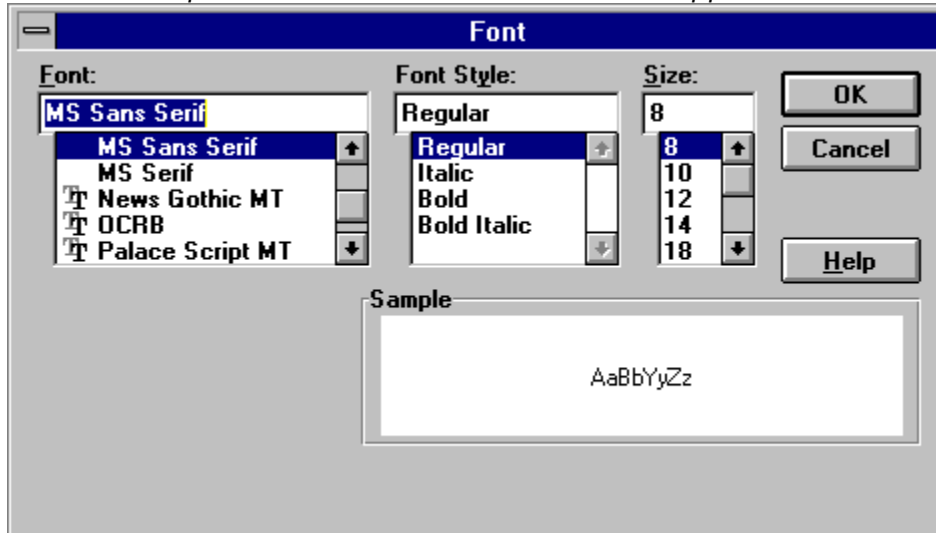 Font
Font:
Font Style:
Size:
MS Sans Serif
Regular
8
OK
MS Sans Serif
MS Serif
News Gothic MT
OCRB
Palace Script MT
Regular
Italic
Bold
Bold Italic
8
10
12
14
18
Cancel
Help
Sample
AaBbYyZz